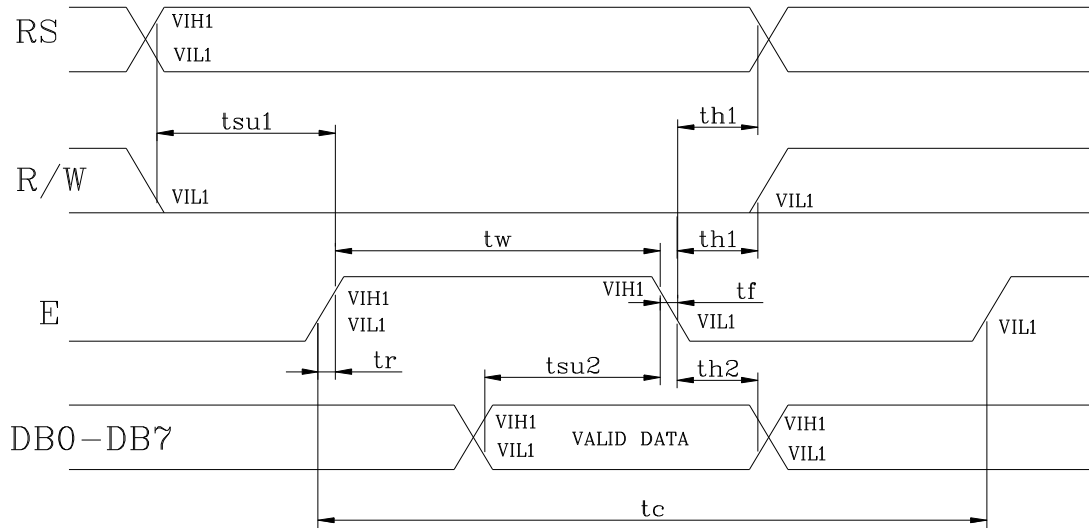 RS
VIH1
VIL1
tsu1
th1
R/W
VIL1
VIL1
tw
th1
E
VIH1
VIL1
VIH1
tf
VIL1
VIL1
tr
tsu2
th2
DB0-DB7
VIH1
VIL1
VALID DATA
VIH1
VIL1
tc